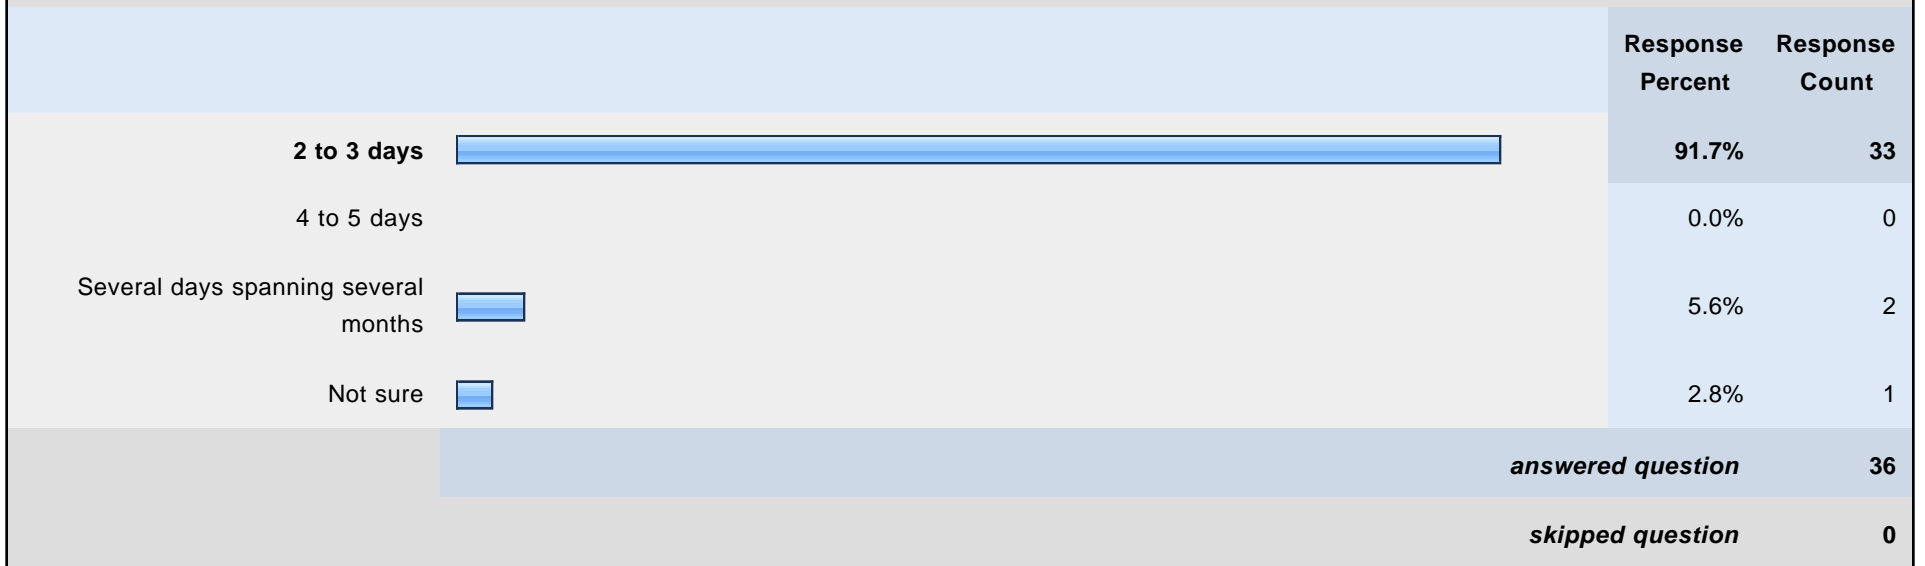 Response Response
Percent Count
2 to 3 days 91.7% 33
4 to 5 days 0.0% 0
Several days spanning several
months 5.6% 2
Not sure 2.8% 1
answered question 36
skipped question 0